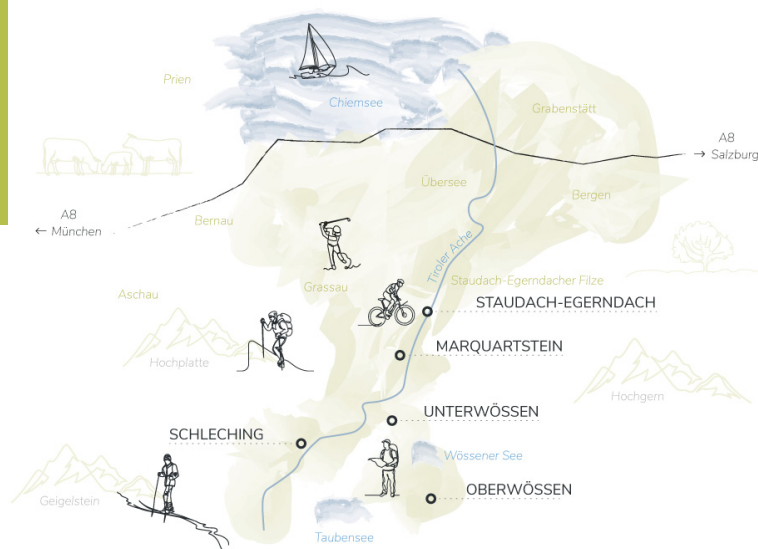 Prien
Chiemsee
Grabenstätt
A8
→ Salzburg
Übersee
Bergen
Bernau
A8
← München
Tiroler Ache
Staudach-Egerndacher Filze
Grassau
Aschau
STAUDACH-EGERNDACH
MARQUARTSTEIN
Hochplatte
Hochgern
UNTERWÖSSEN
SCHLECHING
Wössener See
OBERWÖSSEN
Geigelstein
Taubensee